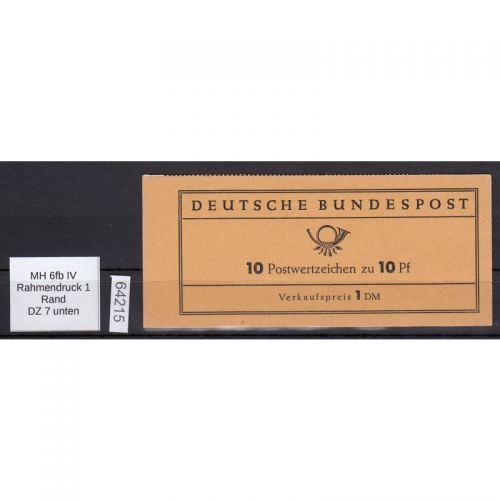 MH 6fb IV
Rahmendruck 1
Rand
DZ 7 unten
64215
DEUTSCHE BUNDESPOST
10 Postwertzeichen zu 10 Pf
Verkaufspreis 1 DM